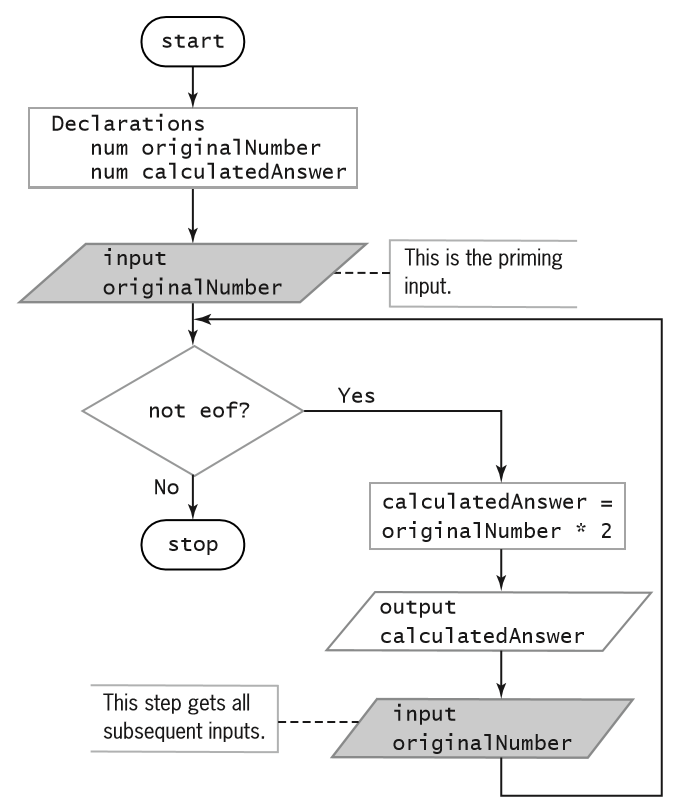 start
Declarations
num originalNumber
num calculatedAnswer
input
originalNumber
This is the priming
input.
not eof?
Yes
No
stop
calculatedAnswer =
originalNumber * 2
output
calculatedAnswer
input
originalNumber
This step gets all
subsequent inputs.